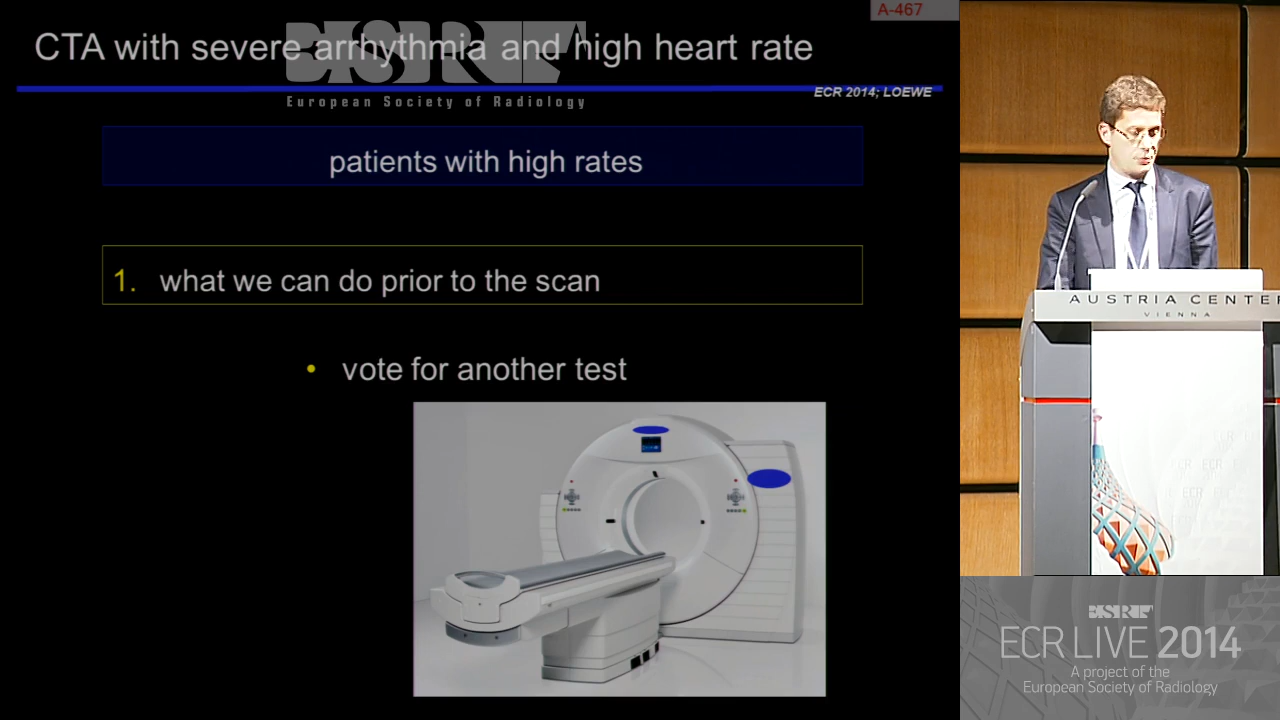 A-467
CTA with severe arrhythmia and high heart rate
ESR
European Society of Radiology
ECR 2014; LOEWE
patients with high rates
1. what we can do prior to the scan
• vote for another test
AUSTRIA CENTER
VIENNA
ESR
ECR LIVE 2014
A project of the
European Society of Radiology